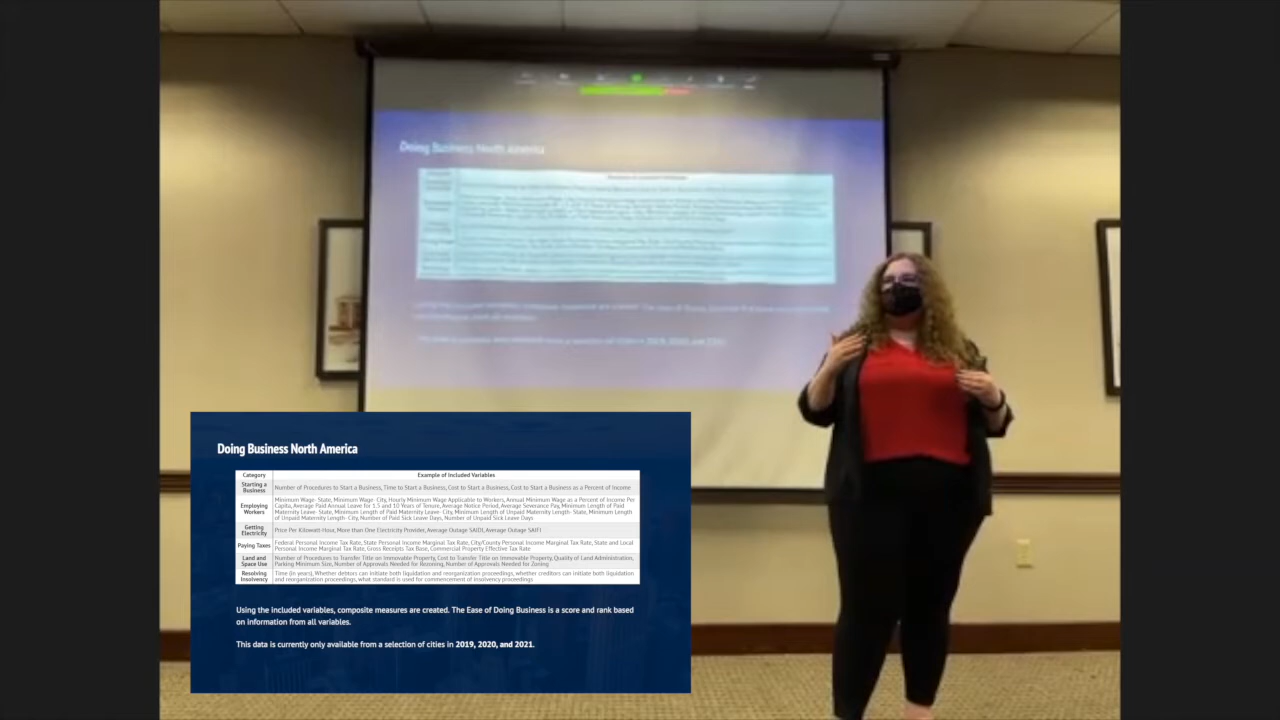 Doing Business North America
Doing Business North America
Category Example of Included Variables
Starting a Business Number of Procedures to Start a Business, Time to Start a Business, Cost to Start a Business, Cost to Start a Business as a Percent of Income
Employing Workers Minimum Wage- State, Minimum Wage- City, Hourly Minimum Wage Applicable to Workers, Annual Minimum Wage as a Percent of Income Per
Capita, Average Paid Annual Leave for 1,5 and 10 Years of Tenure, Average Notice Period, Average Severance Pay, Minimum Length of Paid
Maternity Leave- State, Minimum Length of Paid Maternity Leave- City, Minimum Length of Unpaid Maternity Length- State, Minimum Length
of Unpaid Maternity Length- City, Number of Paid Sick Leave Days, Number of Unpaid Sick Leave Days
Getting Electricity Price Per Kilowatt-Hour, More than One Electricity Provider, Average Outage SAIDI, Average Outage SAIFI
Paying Taxes Federal Personal Income Tax Rate, State Personal Income Marginal Tax Rate, City/County Personal Income Marginal Tax Rate, State and Local
Personal Income Marginal Tax Rate, Gross Receipts Tax Base, Commercial Property Effective Tax Rate
Land and Space Use Number of Procedures to Transfer Title on Immovable Property, Cost to Transfer Title on Immovable Property, Quality of Land Administration,
Parking Minimum Size, Number of Approvals Needed for Rezoning, Number of Approvals Needed for Zoning
Resolving Insolvency Time (in years), Whether debtors can initiate both liquidation and reorganization proceedings, whether creditors can initiate both liquidation
and reorganization proceedings, what standard is used for commencement of insolvency proceedings
Using the included variables, composite measures are created. The Ease of Doing Business is a score and rank based
on information from all variables.
This data is currently only available from a selection of cities in 2019, 2020, and 2021.